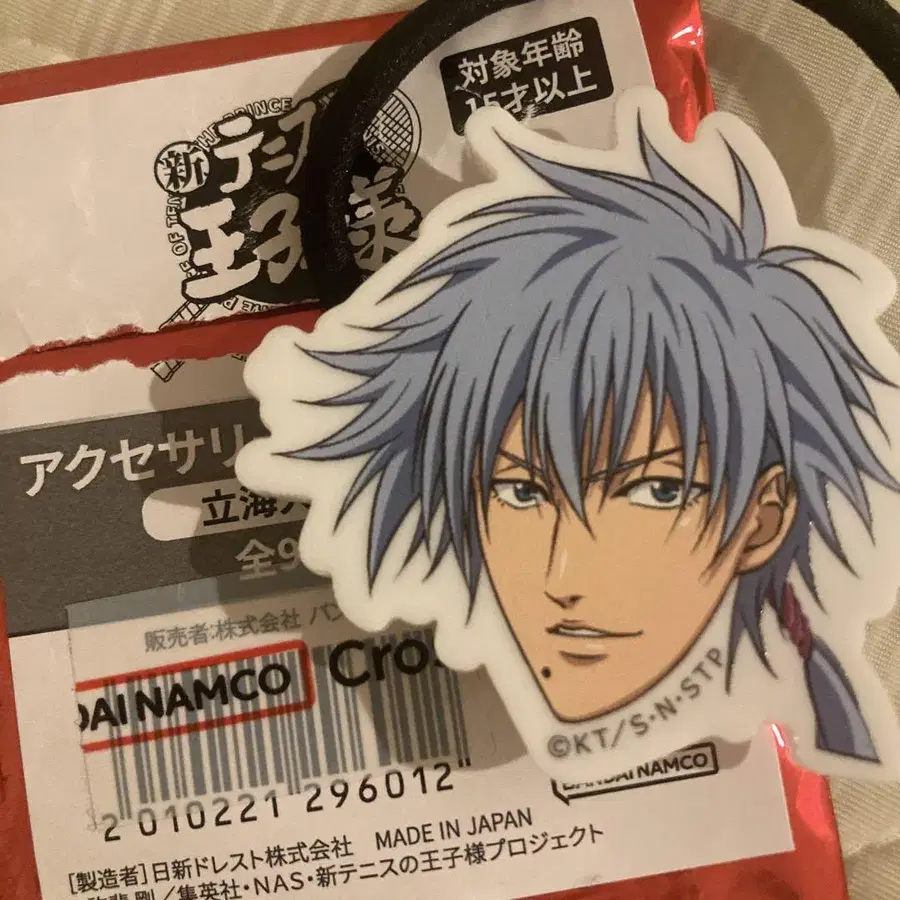 対象年齢
15才以上
THE PRINCE OF TENNIS
新テニス
王子様
アクセサリ
立海
全9
販売者:株式会社 バン
DAI NAMCO Cros
2 010221 296012
©KT/S・N・STP
BANDAI NAMCO
[製造者]日新ドレスト株式会社 MADE IN JAPAN
剛/集英社・NAS・新テニスの王子様プロジェクト